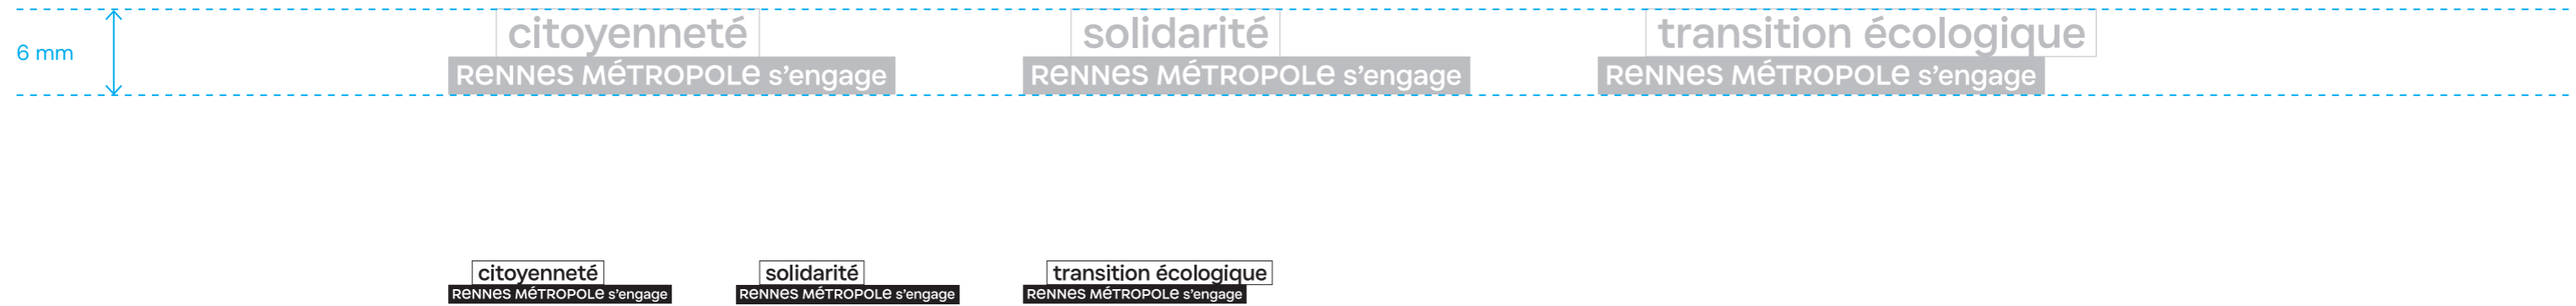 6 mm
citoyenneté
ReNNeS MéTROPOLe s’engage
solidarité
ReNNeS MéTROPOLe s’engage
transition écologique
ReNNeS MéTROPOLe s’engage
citoyenneté
ReNNeS MéTROPOLe s’engage
solidarité
ReNNeS MéTROPOLe s’engage
transition écologique
ReNNeS MéTROPOLe s’engage